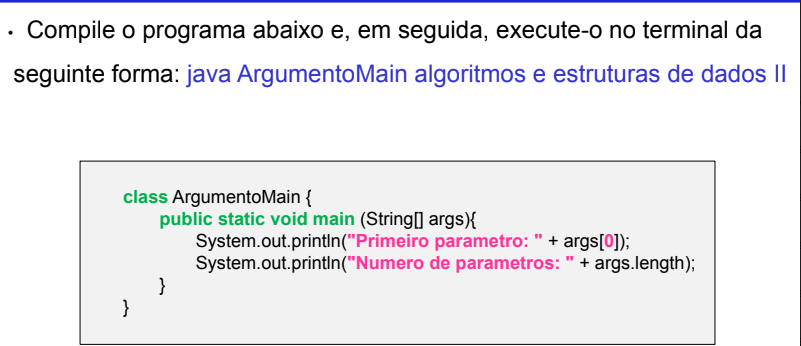 • Compile o programa abaixo e, em seguida, execute-o no terminal da
seguinte forma: java ArgumentoMain algoritmos e estruturas de dados II
class ArgumentoMain {
public static void main (String[] args){
System.out.println("Primeiro parametro: " + args[0]);
System.out.println("Numero de parametros: " + args.length);
}
}